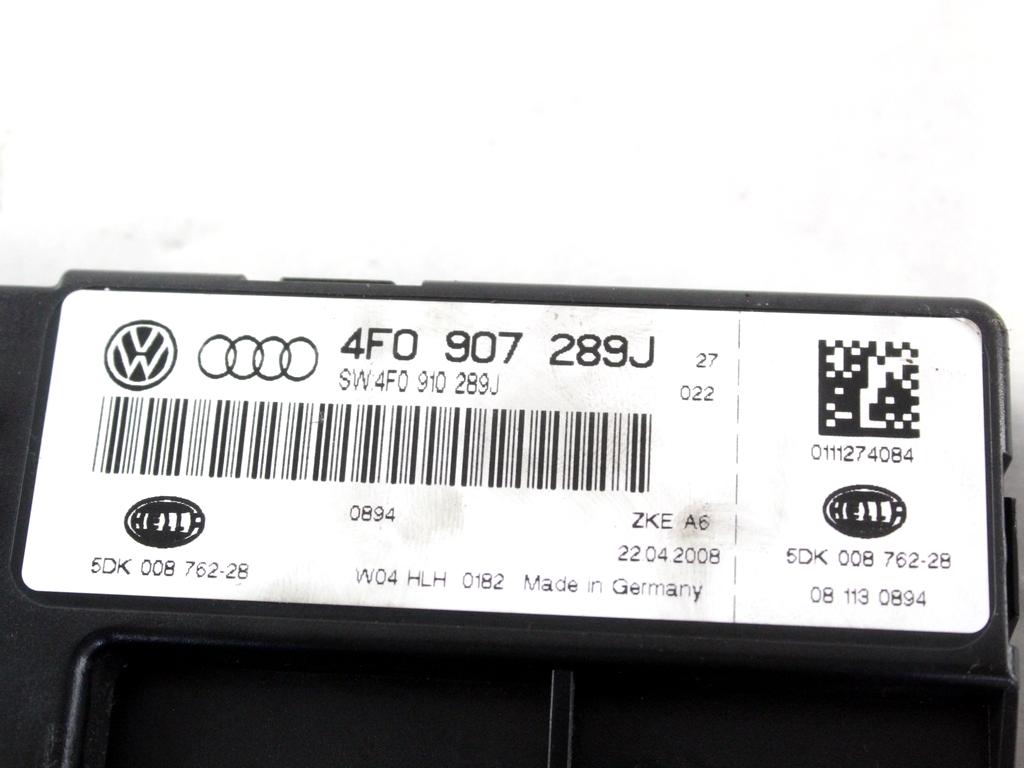 4F0 907 289J 27
SW:4F0 910 289J 022
0111274084
HELLA
0894
ZKE A6
HELLA
22.04.2008
5DK 008 762-28
5DK 008 762-28
W04 HLH 0182 Made in Germany
08 113 0894